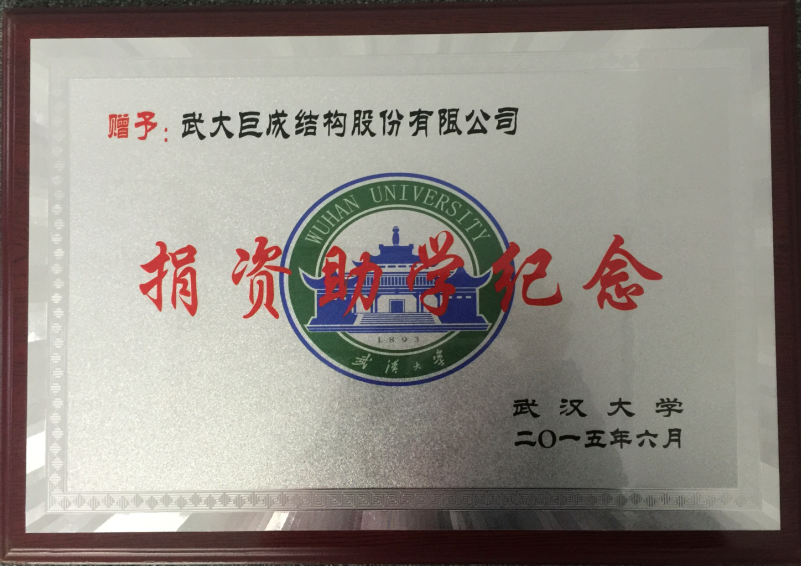 赠予：武大巨成结构股份有限公司
WUHAN UNIVERSITY
捐资助学纪念
1893
武汉大学
武汉大学
二〇一五年六月